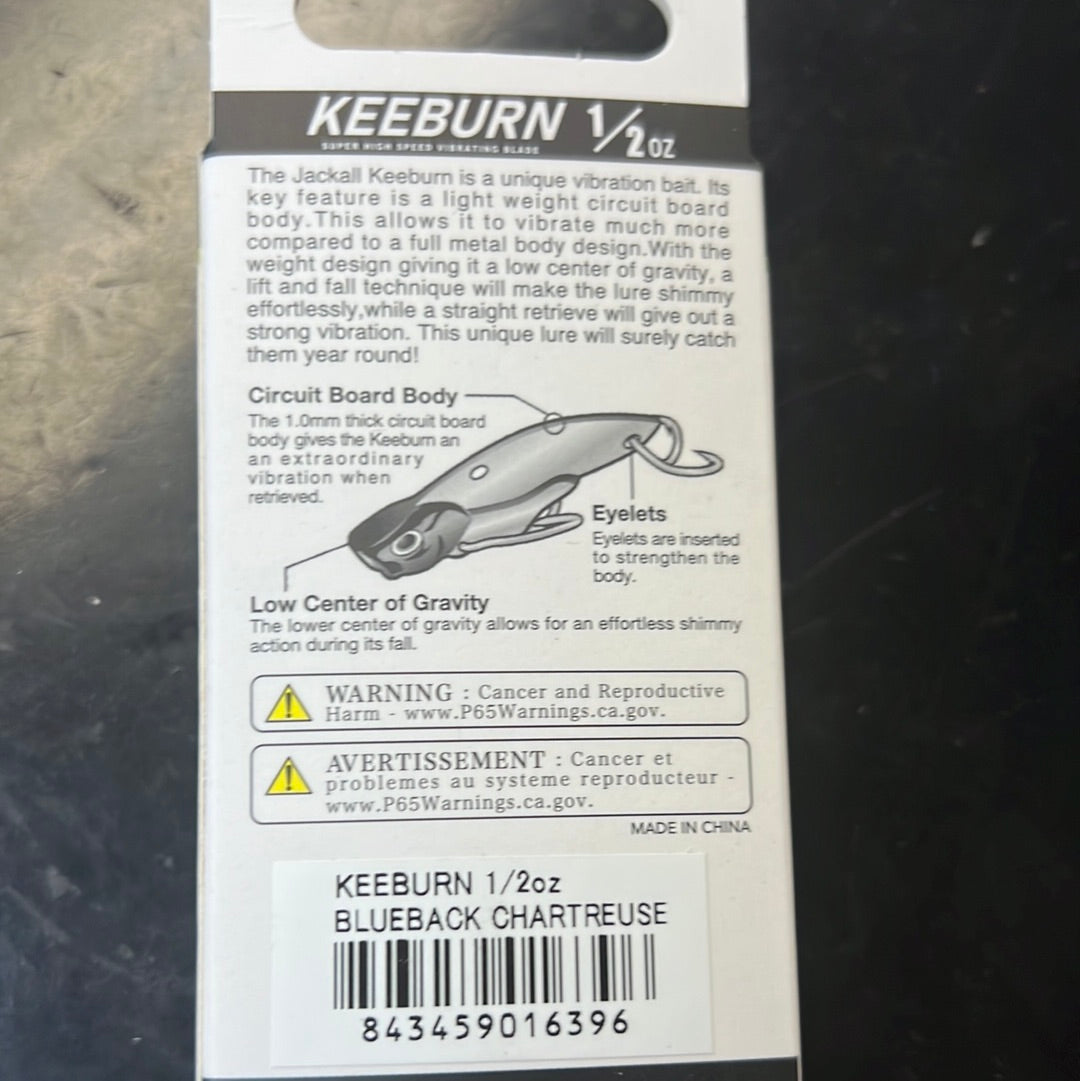 KEEBURN 1/2 oz
SUPER HIGH SPEED VIBRATING BLADE
The Jackall Keeburn is a unique vibration bait. Its
key feature is a light weight circuit board
body.This allows it to vibrate much more
compared to a full metal body design.With the
weight design giving it a low center of gravity, a
lift and fall technique will make the lure shimmy
effortlessly,while a straight retrieve will give out a
strong vibration. This unique lure will surely catch
them year round!
Circuit Board Body
The 1.0mm thick circuit board
body gives the Keeburn an
an extraordinary
vibration when
retrieved.
Eyelets
Eyelets are inserted
to strengthen the
body.
Low Center of Gravity
The lower center of gravity allows for an effortless shimmy
action during its fall.
WARNING : Cancer and Reproductive
Harm - www.P65Warnings.ca.gov.
AVERTISSEMENT : Cancer et
problemes au systeme reproducteur -
www.P65Warnings.ca.gov.
MADE IN CHINA
KEEBURN 1/2oz
BLUEBACK CHARTREUSE
843459016396